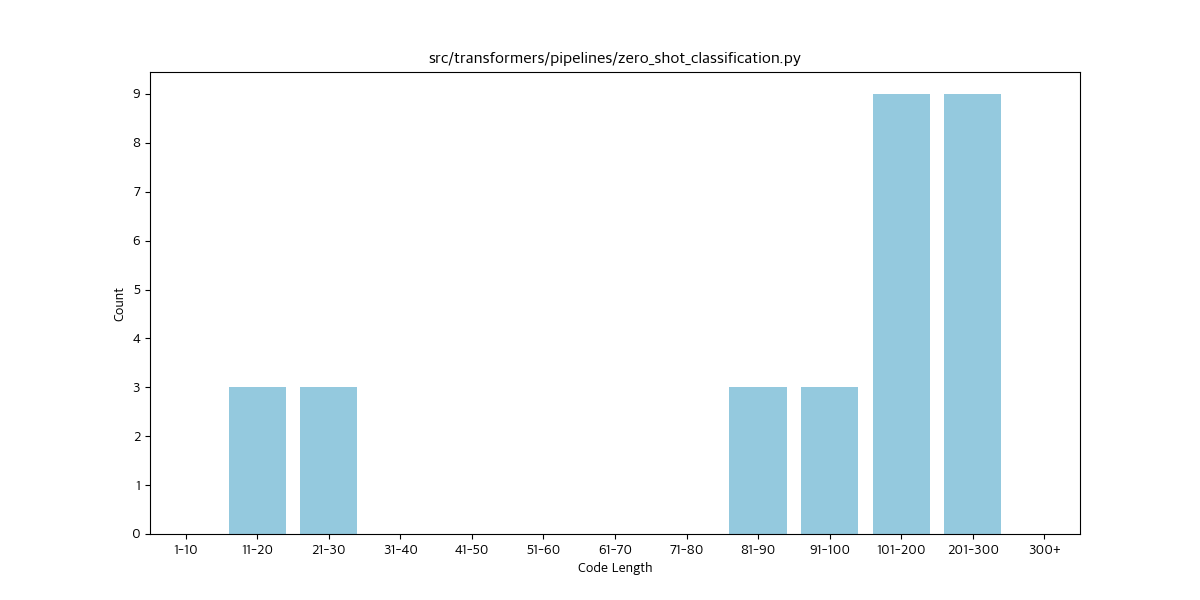 src/transformers/pipelines/zero_shot_classification.py
9
8
7
6
5
4
3
2
1
0
Count
1-10 11-20 21-30 31-40 41-50 51-60 61-70 71-80 81-90 91-100 101-200 201-300 300+
Code Length